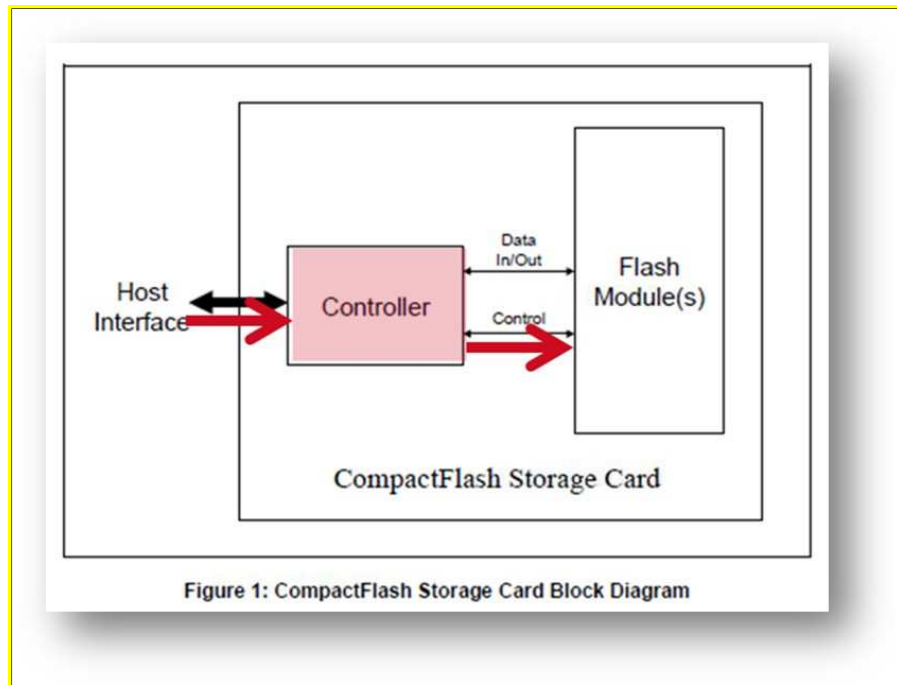 Data
In/Out
Flash
Module(s)
Host
Interface
Controller
Control
CompactFlash Storage Card
Figure 1: CompactFlash Storage Card Block Diagram